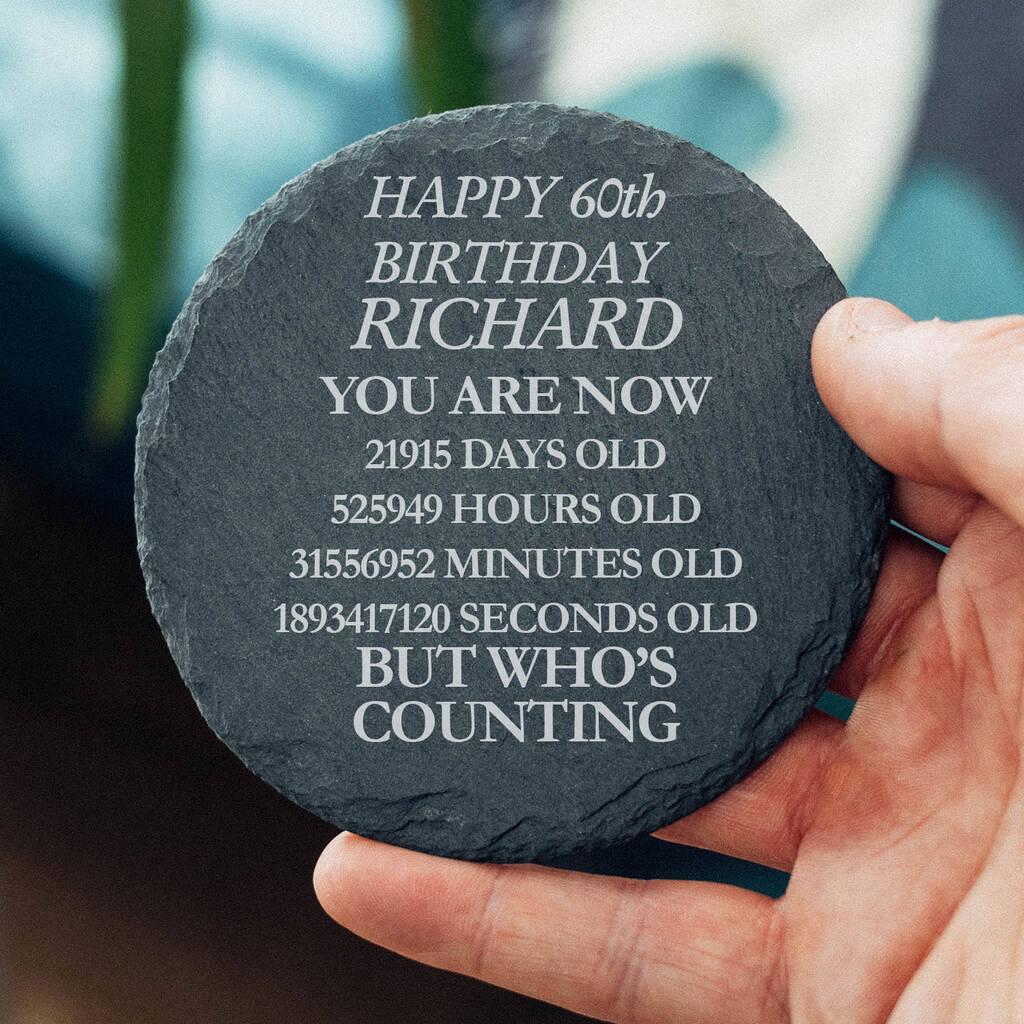 HAPPY 60th
BIRTHDAY
RICHARD
YOU ARE NOW
21915 DAYS OLD
525949 HOURS OLD
31556952 MINUTES OLD
1893417120 SECONDS OLD
BUT WHO'S
COUNTING